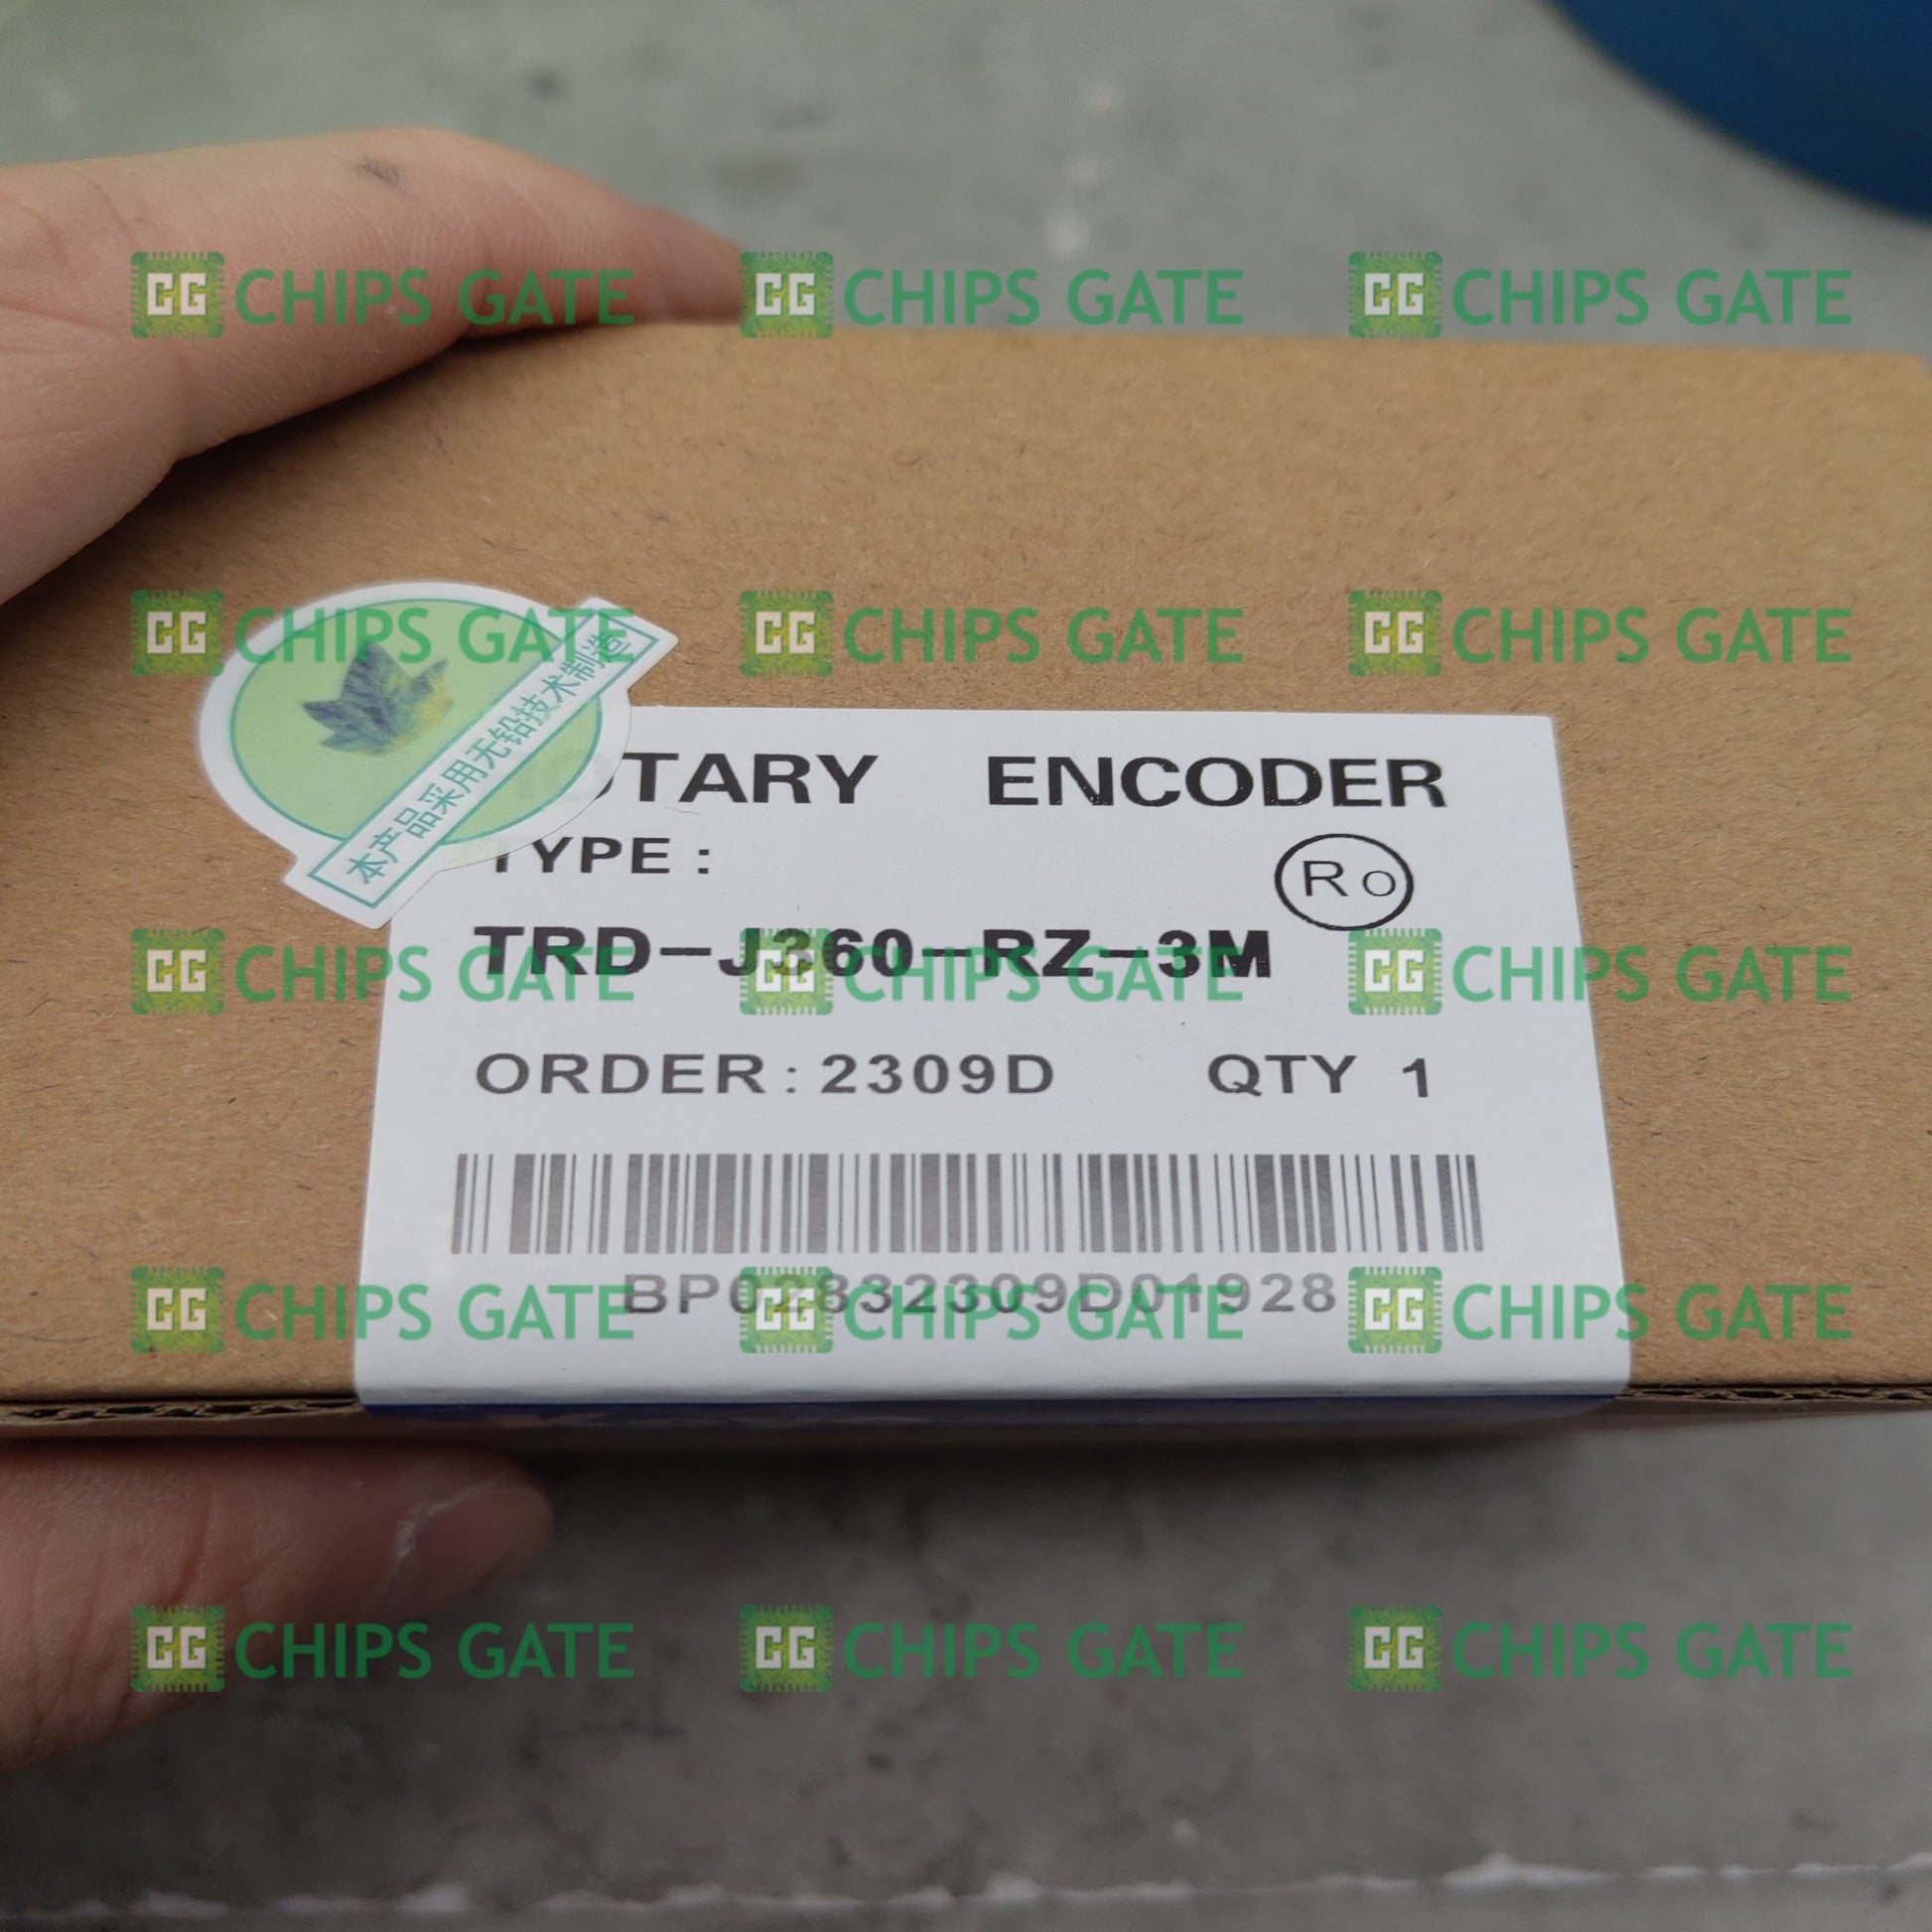 CG CHIPS GATE CG CHIPS GATE CG CHIPS GATE
CG CHIPS GATE CG CHIPS GATE CG CHIPS GATE
本产品采用无铅技术制造
OTARY ENCODER
TYPE :
Ro
TRD-J360-RZ-3M
CG CHIPS GATE CG CHIPS GATE CG CHIPS GATE
ORDER: 2309D QTY 1
BP02832309D01928
CG CHIPS GATE CG CHIPS GATE CG CHIPS GATE
CG CHIPS GATE CG CHIPS GATE CG CHIPS GATE